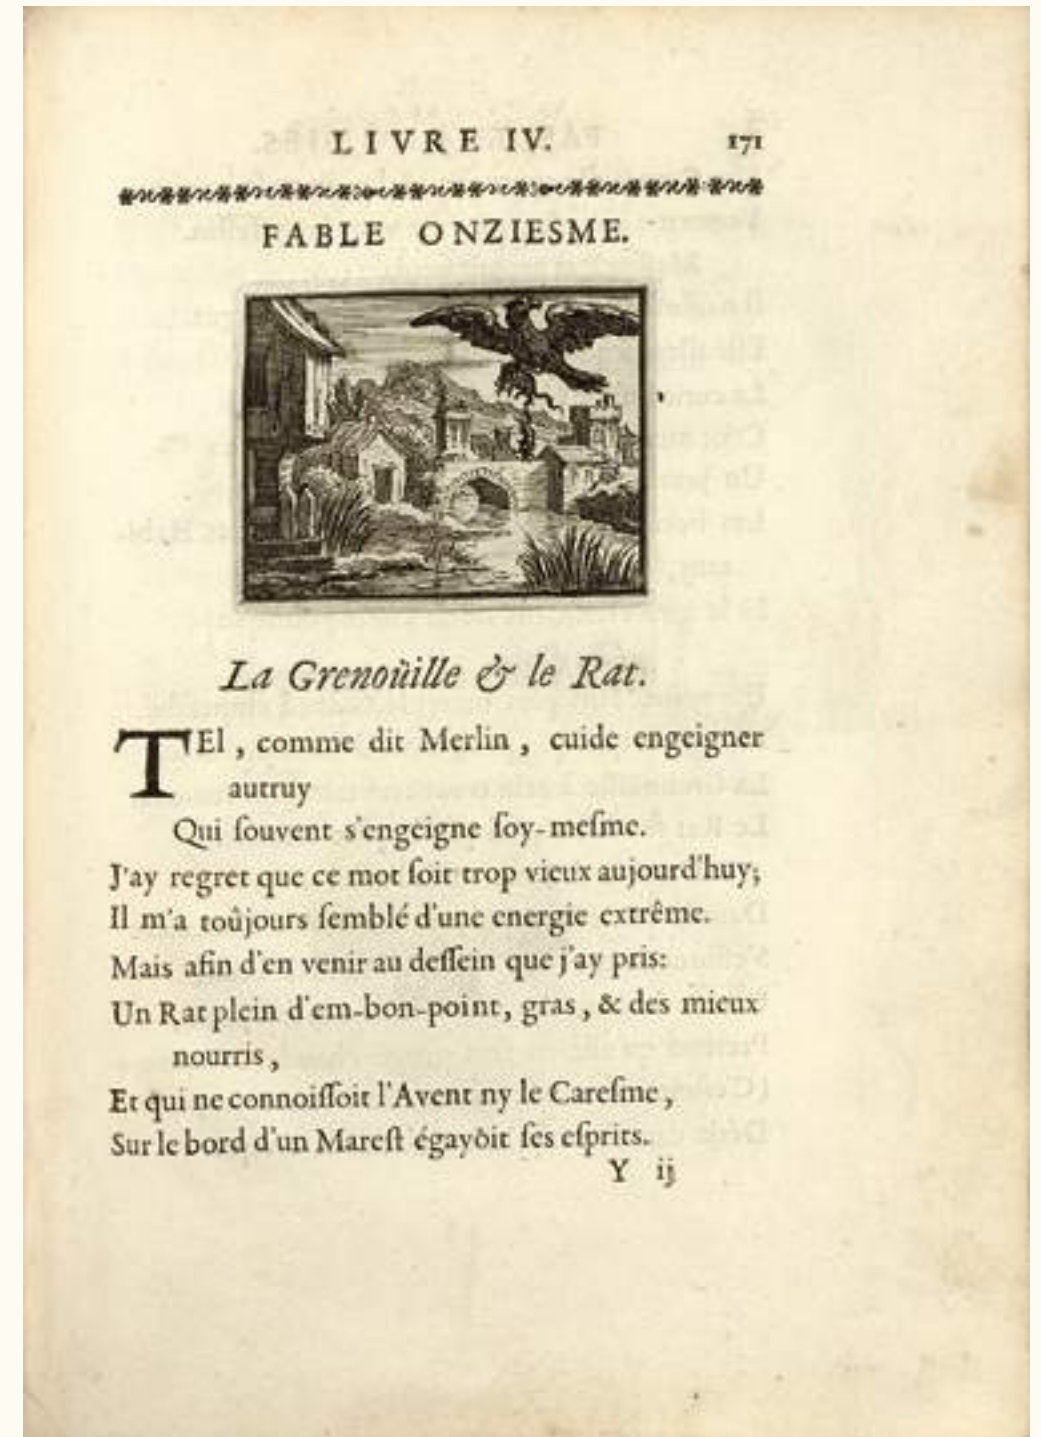 LIVRE IV. 171
FABLE ONZIESME.
La Grenoüille & le Rat.
TEl, comme dit Merlin, cuide engeigner
autruy
Qui ſouvent s'engeigne ſoy-meſme.
J'ay regret que ce mot ſoit trop vieux aujourd'huy;
Il m'a toûjours ſemblé d'une energie extrême.
Mais afin d'en venir au deſſein que j'ay pris:
Un Rat plein d'em-bon-point, gras, & des mieux
nourris,
Et qui ne connoiſſoit l'Avent ny le Careſme,
Sur le bord d'un Mareſt égayoit ſes eſprits.
Y ij